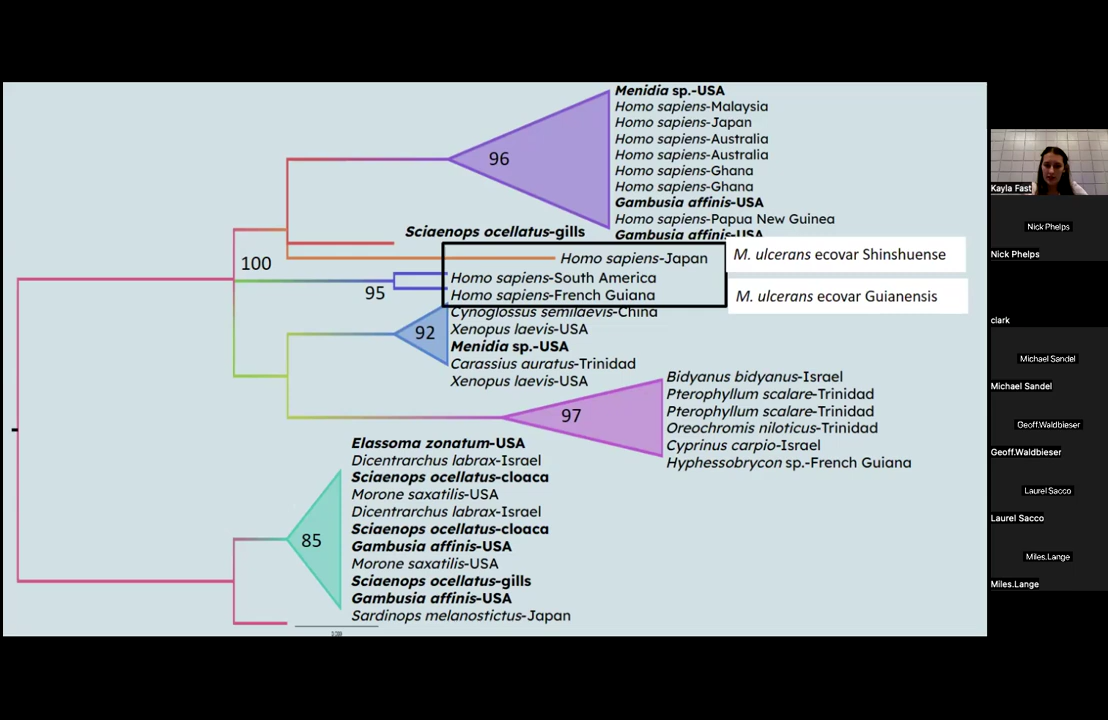 Menidia sp.-USA
Homo sapiens-Malaysia
Homo sapiens-Japan
96
Homo sapiens-Australia
Homo sapiens-Australia
Homo sapiens-Ghana
Homo sapiens-Ghana
Gambusia affinis-USA
Homo sapiens-Papua New Guinea
Gambusia affinis-USA
Sciaenops ocellatus-gills
Homo sapiens-Japan
M. ulcerans ecovar Shinshuense
100
Homo sapiens-South America
95
Homo sapiens-French Guiana
M. ulcerans ecovar Guianensis
Cynoglossus semilaevis-China
92
Xenopus laevis-USA
Menidia sp.-USA
Carassius auratus-Trinidad
Xenopus laevis-USA
Bidyanus bidyanus-Israel
Pterophyllum scalare-Trinidad
97
Pterophyllum scalare-Trinidad
Oreochromis niloticus-Trinidad
Cyprinus carpio-Israel
Hyphessobrycon sp.-French Guiana
Elassoma zonatum-USA
Dicentrarchus labrax-Israel
Sciaenops ocellatus-cloaca
Morone saxatilis-USA
Dicentrarchus labrax-Israel
Sciaenops ocellatus-cloaca
85
Gambusia affinis-USA
Morone saxatilis-USA
Sciaenops ocellatus-gills
Gambusia affinis-USA
Sardinops melanostictus-Japan
Kayla Fast
Nick Phelps
Nick Phelps
clark
Michael Sandel
Michael Sandel
Geoff.Waldbieser
Geoff.Waldbieser
Laurel Sacco
Laurel Sacco
Miles.Lange
Miles.Lange